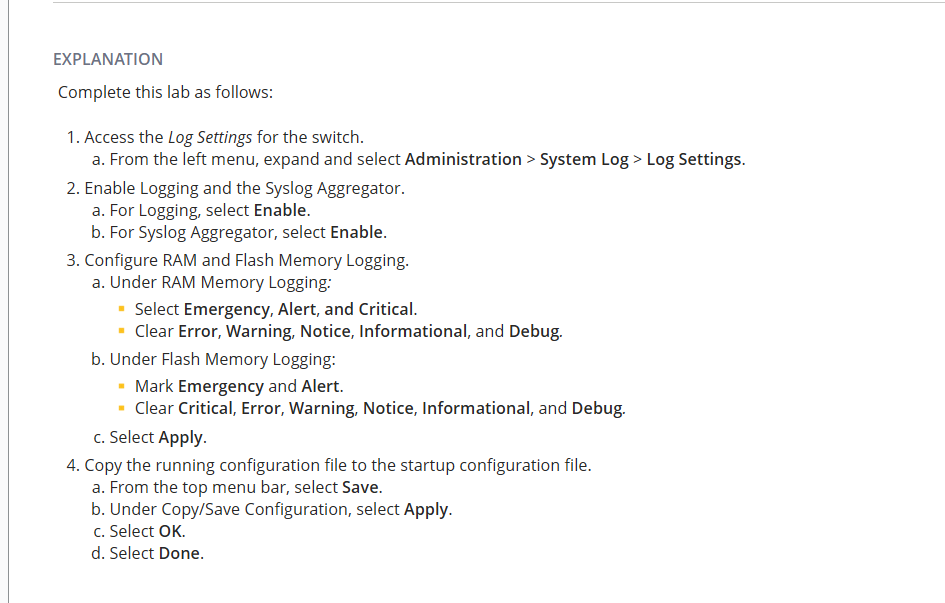 EXPLANATION
Complete this lab as follows:
1. Access the Log Settings for the switch.
a. From the left menu, expand and select Administration > System Log > Log Settings.
2. Enable Logging and the Syslog Aggregator.
a. For Logging, select Enable.
b. For Syslog Aggregator, select Enable.
3. Configure RAM and Flash Memory Logging.
a. Under RAM Memory Logging:
▪ Select Emergency, Alert, and Critical.
▪ Clear Error, Warning, Notice, Informational, and Debug.
b. Under Flash Memory Logging:
▪ Mark Emergency and Alert.
▪ Clear Critical, Error, Warning, Notice, Informational, and Debug.
c. Select Apply.
4. Copy the running configuration file to the startup configuration file.
a. From the top menu bar, select Save.
b. Under Copy/Save Configuration, select Apply.
c. Select OK.
d. Select Done.